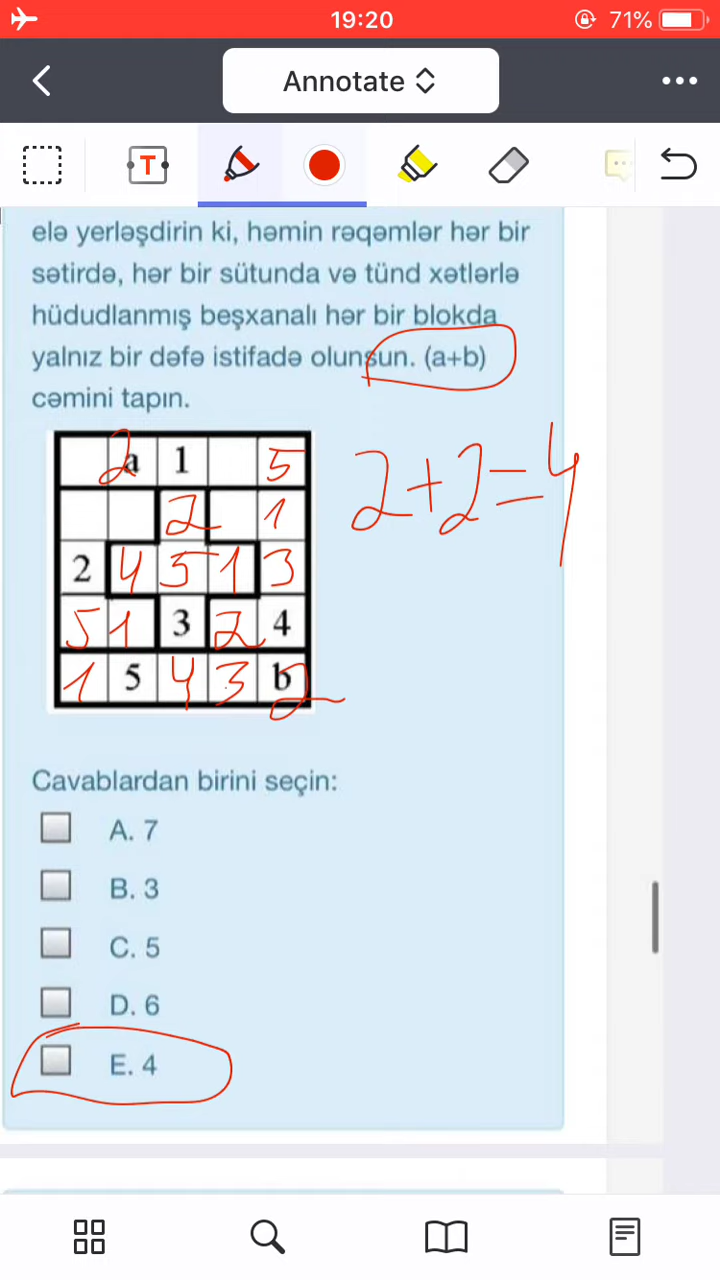 19:20
71%
Annotate
T
elə yerləşdirin ki, həmin rəqəmlər hər bir
sətirdə, hər bir sütunda və tünd xətlərlə
hüdudlanmış beşxanalı hər bir blokda
yalnız bir dəfə istifadə olunsun. (a+b)
cəmini tapın.
2 a 1 5
2 1
2 4 5 1 3
5 1 3 2 4
1 5 4 3 b 2
2+2=4
Cavablardan birini seçin:
A. 7
B. 3
C. 5
D. 6
E. 4